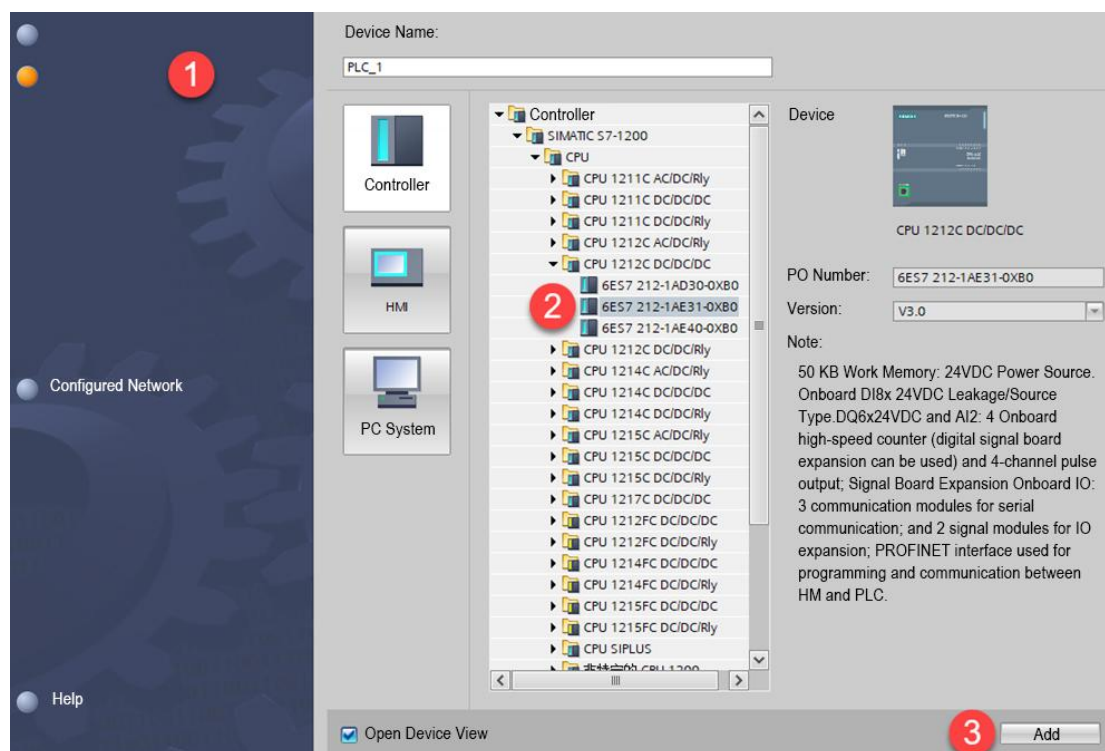 1
Configured Network
Help
Device Name:
PLC_1
Controller
HMI
PC System
Controller
SIMATIC S7-1200
CPU
CPU 1211C AC/DC/Rly
CPU 1211C DC/DC/DC
CPU 1211C DC/DC/Rly
CPU 1212C AC/DC/Rly
CPU 1212C DC/DC/DC
6ES7 212-1AD30-0XB0
2
6ES7 212-1AE31-0XB0
6ES7 212-1AE40-0XB0
CPU 1212C DC/DC/Rly
CPU 1214C AC/DC/Rly
CPU 1214C DC/DC/DC
CPU 1214C DC/DC/Rly
CPU 1215C AC/DC/Rly
CPU 1215C DC/DC/DC
CPU 1215C DC/DC/Rly
CPU 1217C DC/DC/DC
CPU 1212FC DC/DC/DC
CPU 1212FC DC/DC/Rly
CPU 1214FC DC/DC/DC
CPU 1214FC DC/DC/Rly
CPU 1215FC DC/DC/DC
CPU 1215FC DC/DC/Rly
CPU SIPLUS
非特定的 CPU 1200
Device
SIEMENS
CPU 1212C DC/DC/DC
PO Number:
6ES7 212-1AE31-0XB0
Version:
V3.0
Note:
50 KB Work Memory: 24VDC Power Source.
Onboard DI8x 24VDC Leakage/Source
Type.DQ6x24VDC and AI2: 4 Onboard
high-speed counter (digital signal board
expansion can be used) and 4-channel pulse
output; Signal Board Expansion Onboard IO:
3 communication modules for serial
communication; and 2 signal modules for IO
expansion; PROFINET interface used for
programming and communication between
HM and PLC.
Open Device View
3
Add